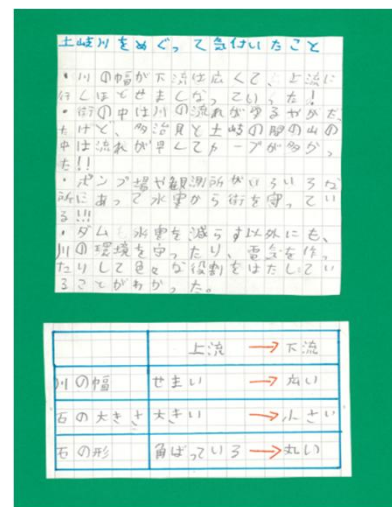 土岐川をめぐって気付いたこと
・川の幅が下流は広くて、上流に
行くほどせまくなっていった!
・街の中は川の流れがゆるやかだっ
たけど、多治見と土岐の間の山の
中は流れが早くてカーブが多かっ
た!!
・ポンプ場や観測所がいろいろな
所にあって水害から街を守ってい
る!!!
・ダムは水害を減らす以外にも、
川の環境を守ったり、電気を作っ
たりして色々な役割をはたしてい
ることがわかった。
上流 → 下流
川の幅 せまい → 広い
石の大きさ 大きい → 小さい
石の形 角ばっている → 丸い